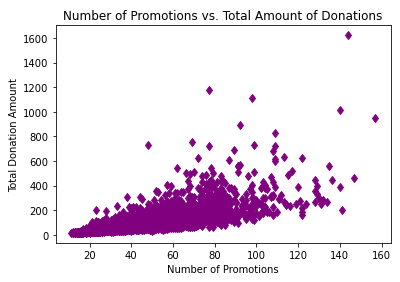 Number of Promotions vs. Total Amount of Donations
Total Donation Amount
1600
1400
1200
1000
800
600
400
200
0
20 40 60 80 100 120 140 160
Number of Promotions